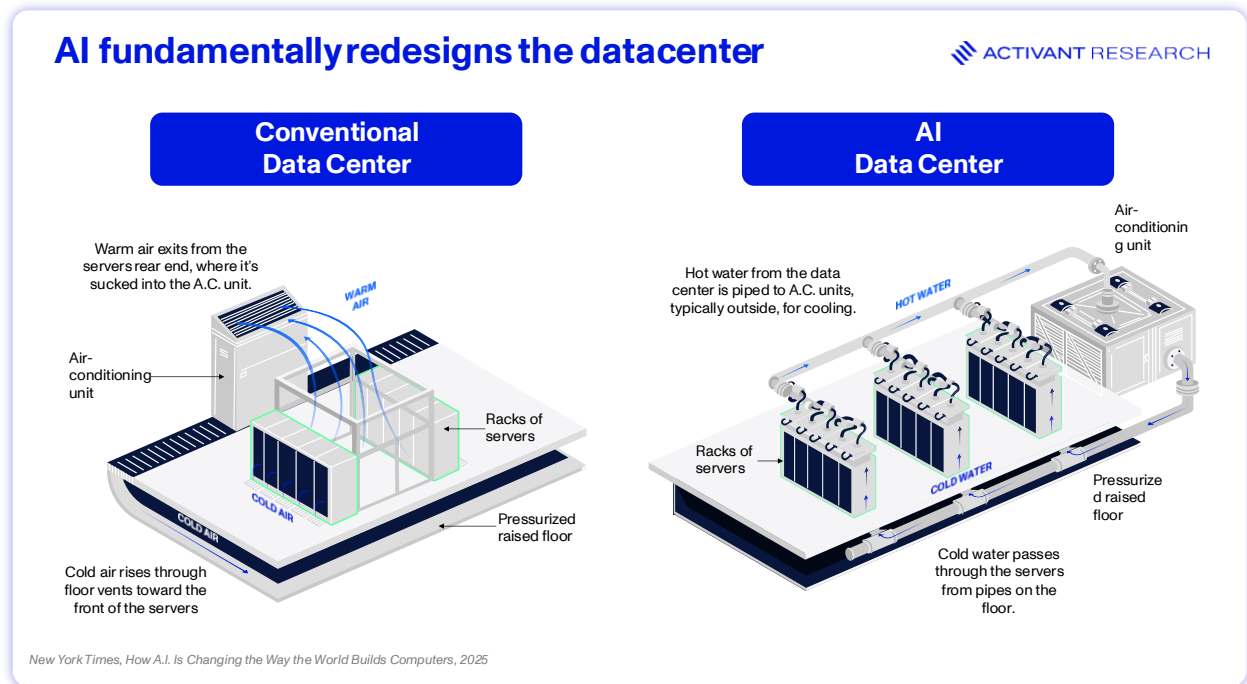 AI fundamentally redesigns the datacenter
ACTIVANT RESEARCH
Conventional
Data Center
Warm air exits from the
servers rear end, where it's
sucked into the A.C. unit.
WARM
AIR
Air-
conditioning
unit
Racks of
servers
COLD AIR
COLD AIR
Pressurized
raised floor
Cold air rises through
floor vents toward the
front of the servers
AI
Data Center
Air-
conditionin
g unit
Hot water from the data
center is piped to A.C. units,
typically outside, for cooling.
HOT WATER
Racks of
servers
COLD WATER
Pressurize
d raised
floor
Cold water passes
through the servers
from pipes on the
floor.
New York Times, How A.I. Is Changing the Way the World Builds Computers, 2025